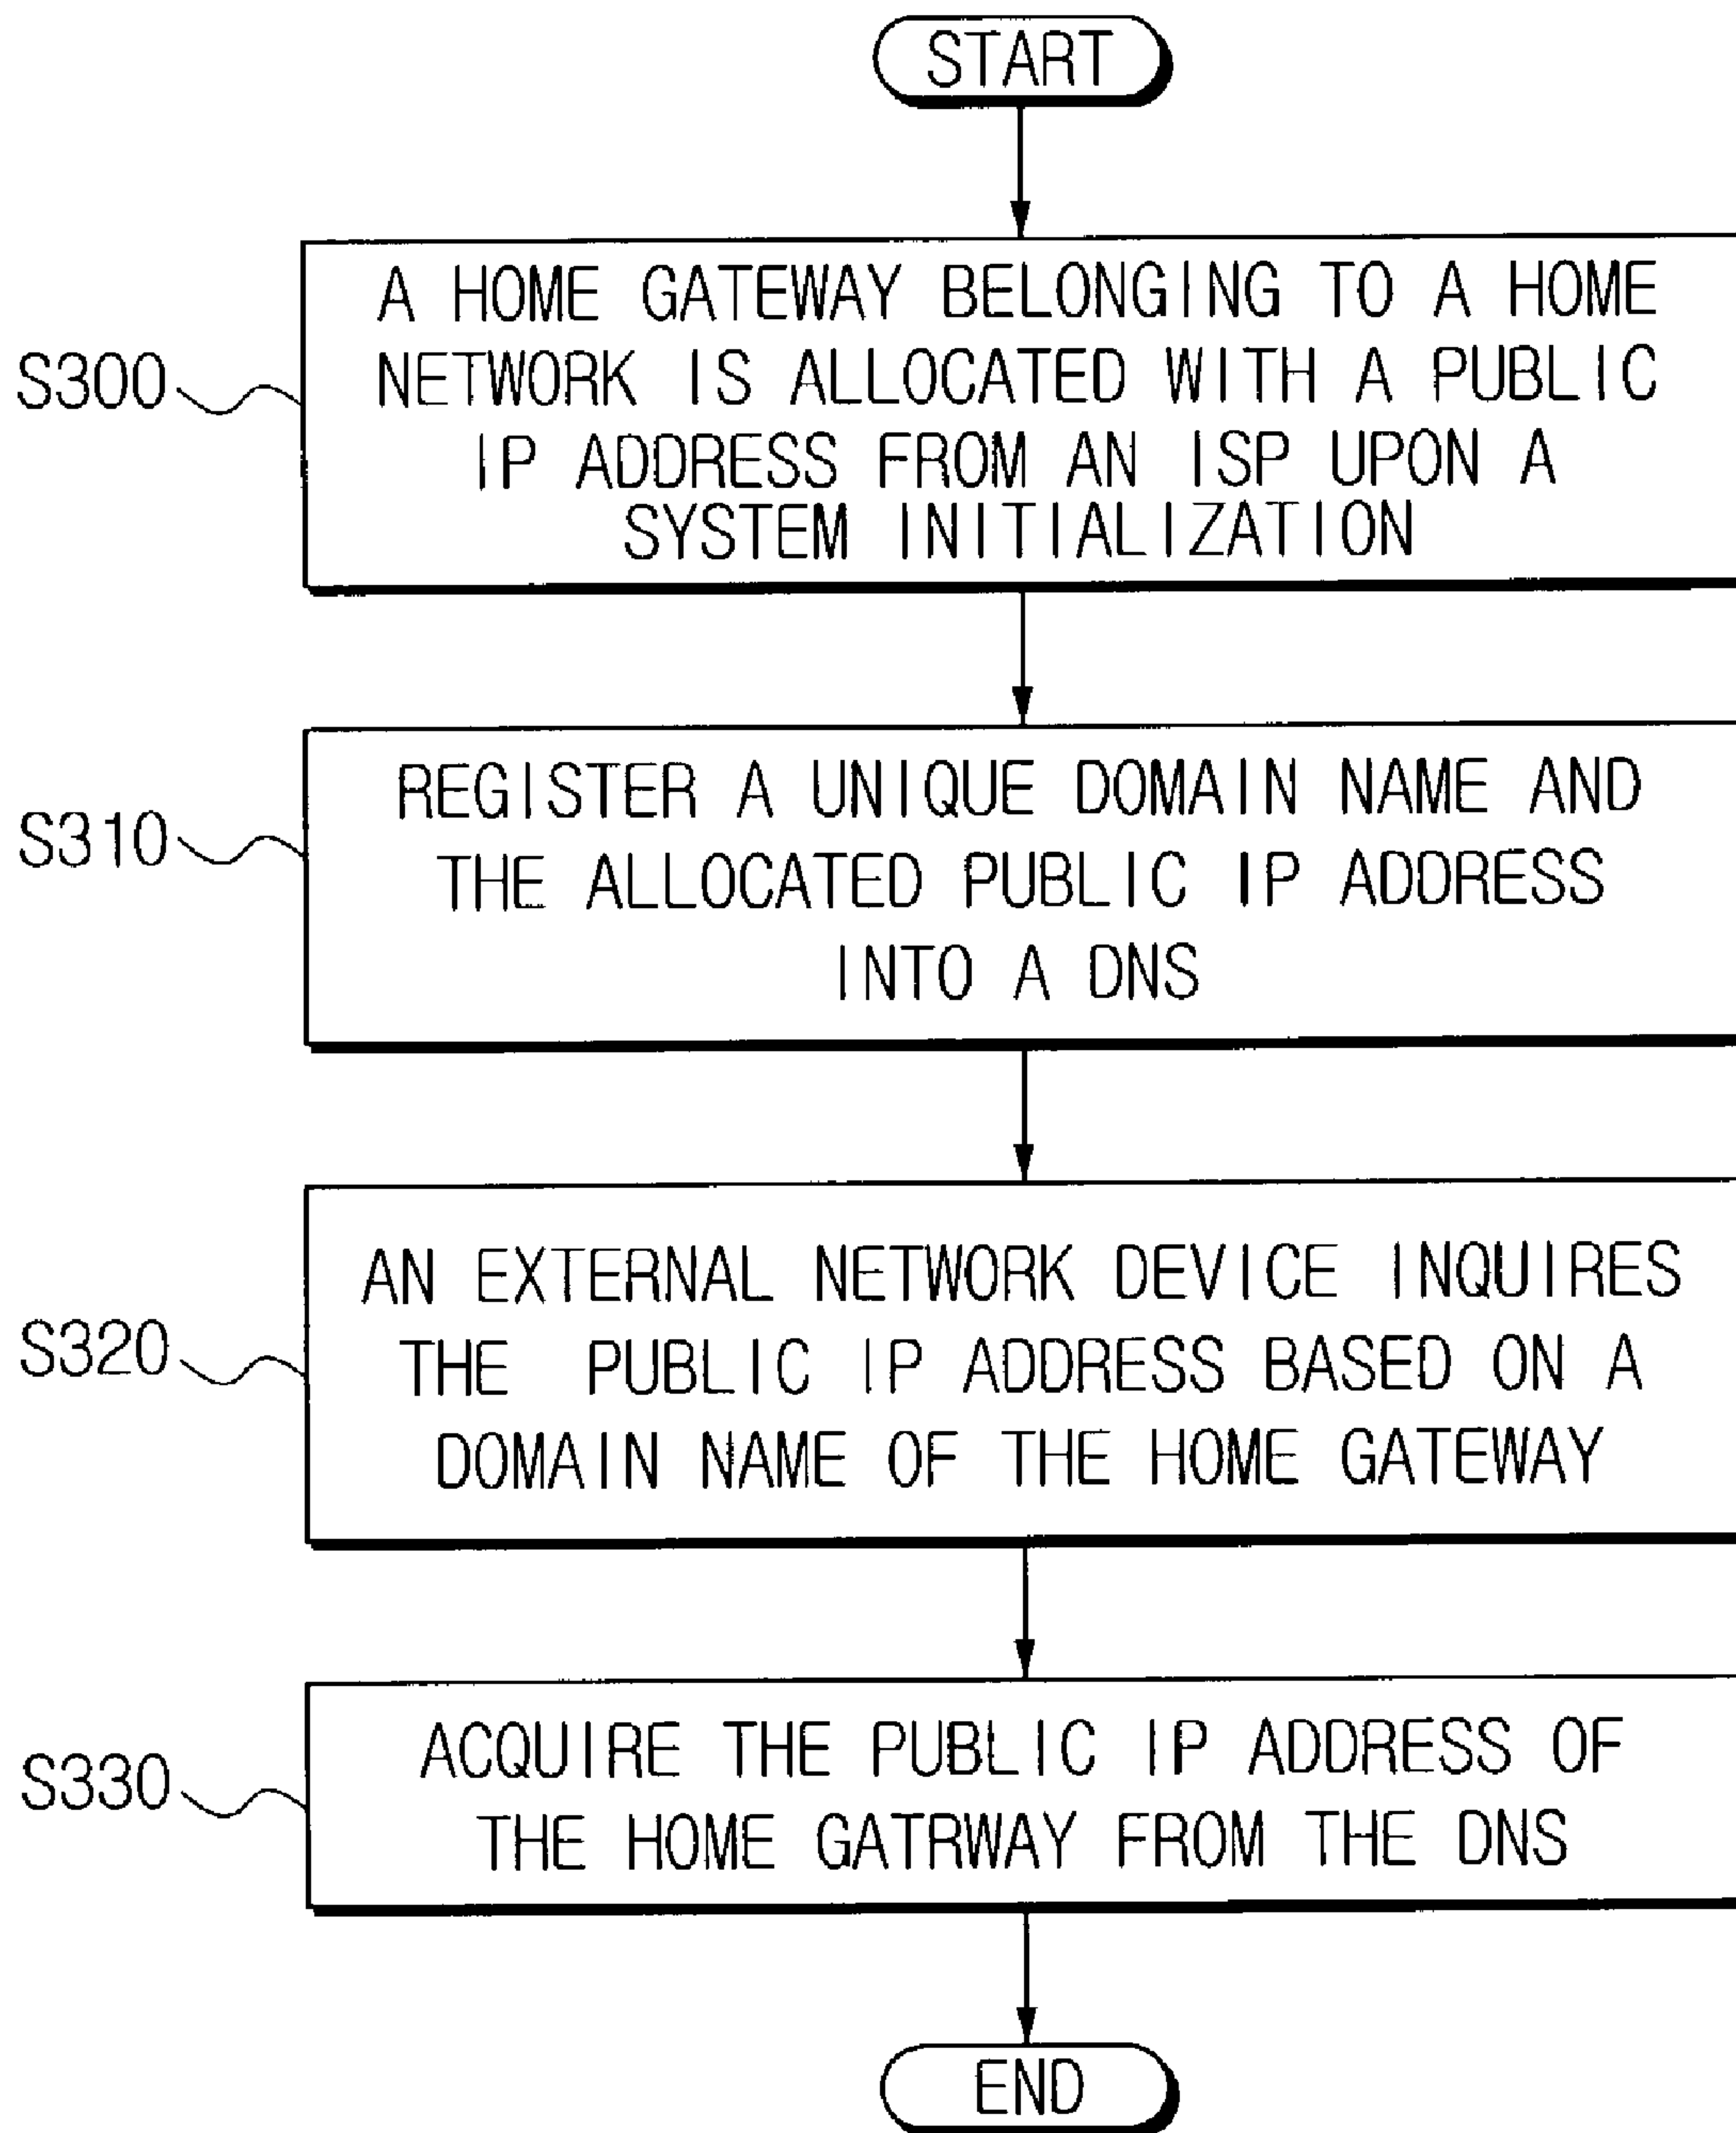 START
S300
A HOME GATEWAY BELONGING TO A HOME
NETWORK IS ALLOCATED WITH A PUBLIC
IP ADDRESS FROM AN ISP UPON A
SYSTEM INITIALIZATION
S310
REGISTER A UNIQUE DOMAIN NAME AND
THE ALLOCATED PUBLIC IP ADDRESS
INTO A DNS
S320
AN EXTERNAL NETWORK DEVICE INQUIRES
THE PUBLIC IP ADDRESS BASED ON A
DOMAIN NAME OF THE HOME GATEWAY
S330
ACQUIRE THE PUBLIC IP ADDRESS OF
THE HOME GATRWAY FROM THE DNS
END